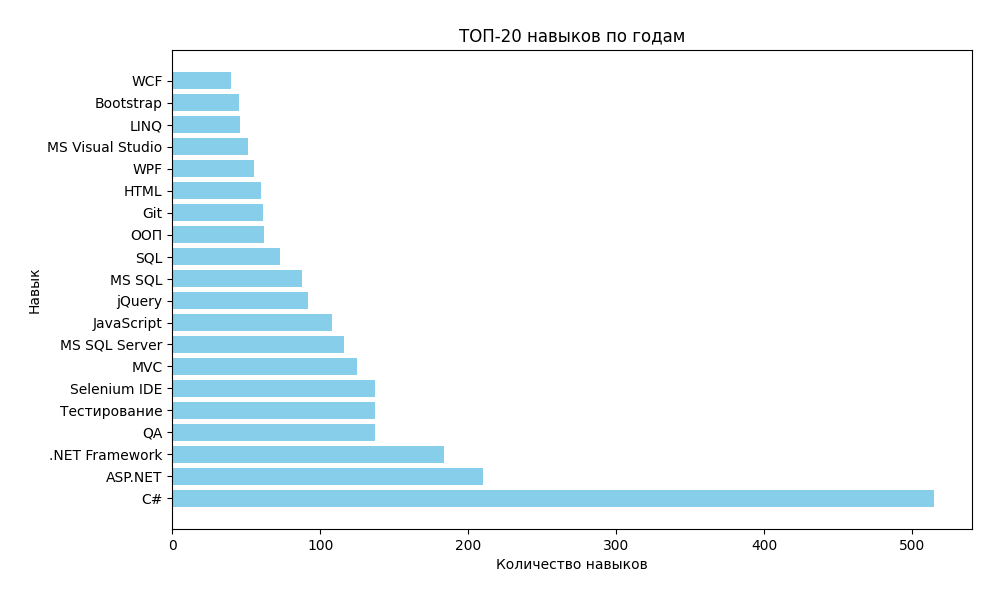 ТОП-20 навыков по годам
WCF
Bootstrap
LINQ
MS Visual Studio
WPF
HTML
Git
ООП
SQL
MS SQL
jQuery
JavaScript
MS SQL Server
MVC
Selenium IDE
Тестирование
QA
.NET Framework
ASP.NET
C#
Навык
0 100 200 300 400 500
Количество навыков